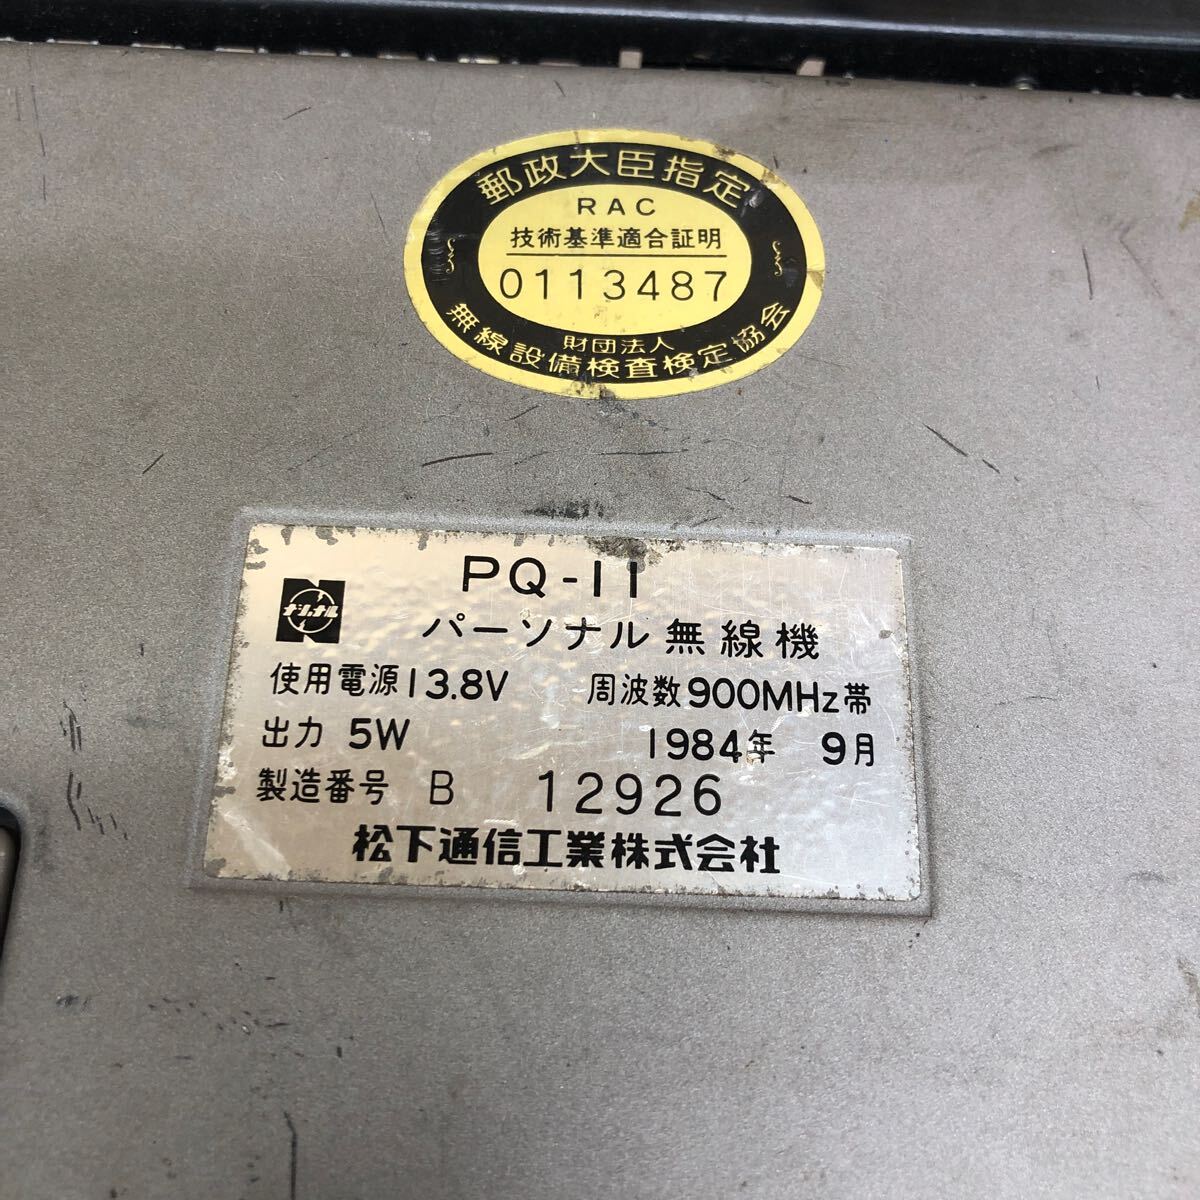 郵政大臣指定
RAC
技術基準適合証明
0113487
財団法人
無線設備検査検定協会
PQ-11
ナショナル
パーソナル無線機
使用電源13.8V 周波数900MHz帯
出力 5W 1984年 9月
製造番号 B 12926
松下通信工業株式会社